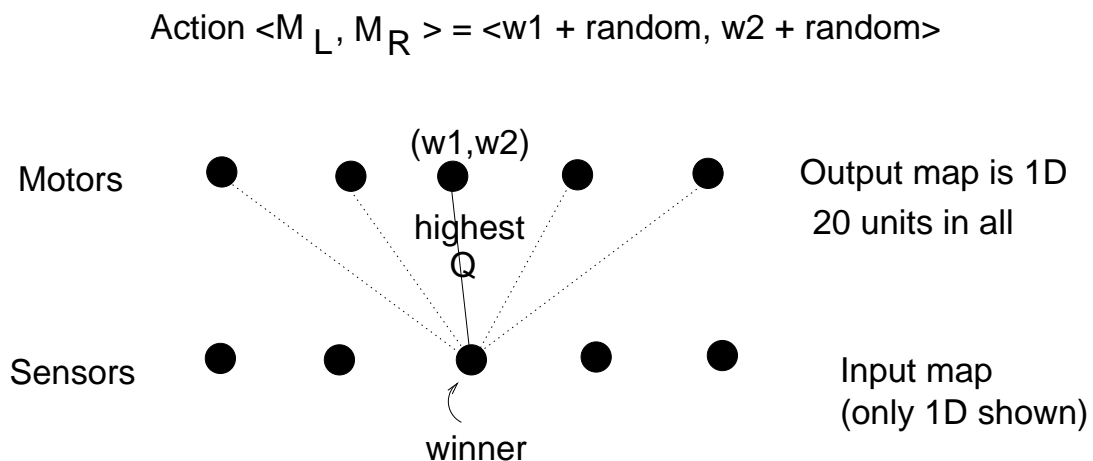 Action <M L, M R > = <w1 + random, w2 + random>
(w1,w2)
Motors
Output map is 1D
20 units in all
highest
Q
Sensors
Input map
(only 1D shown)
winner